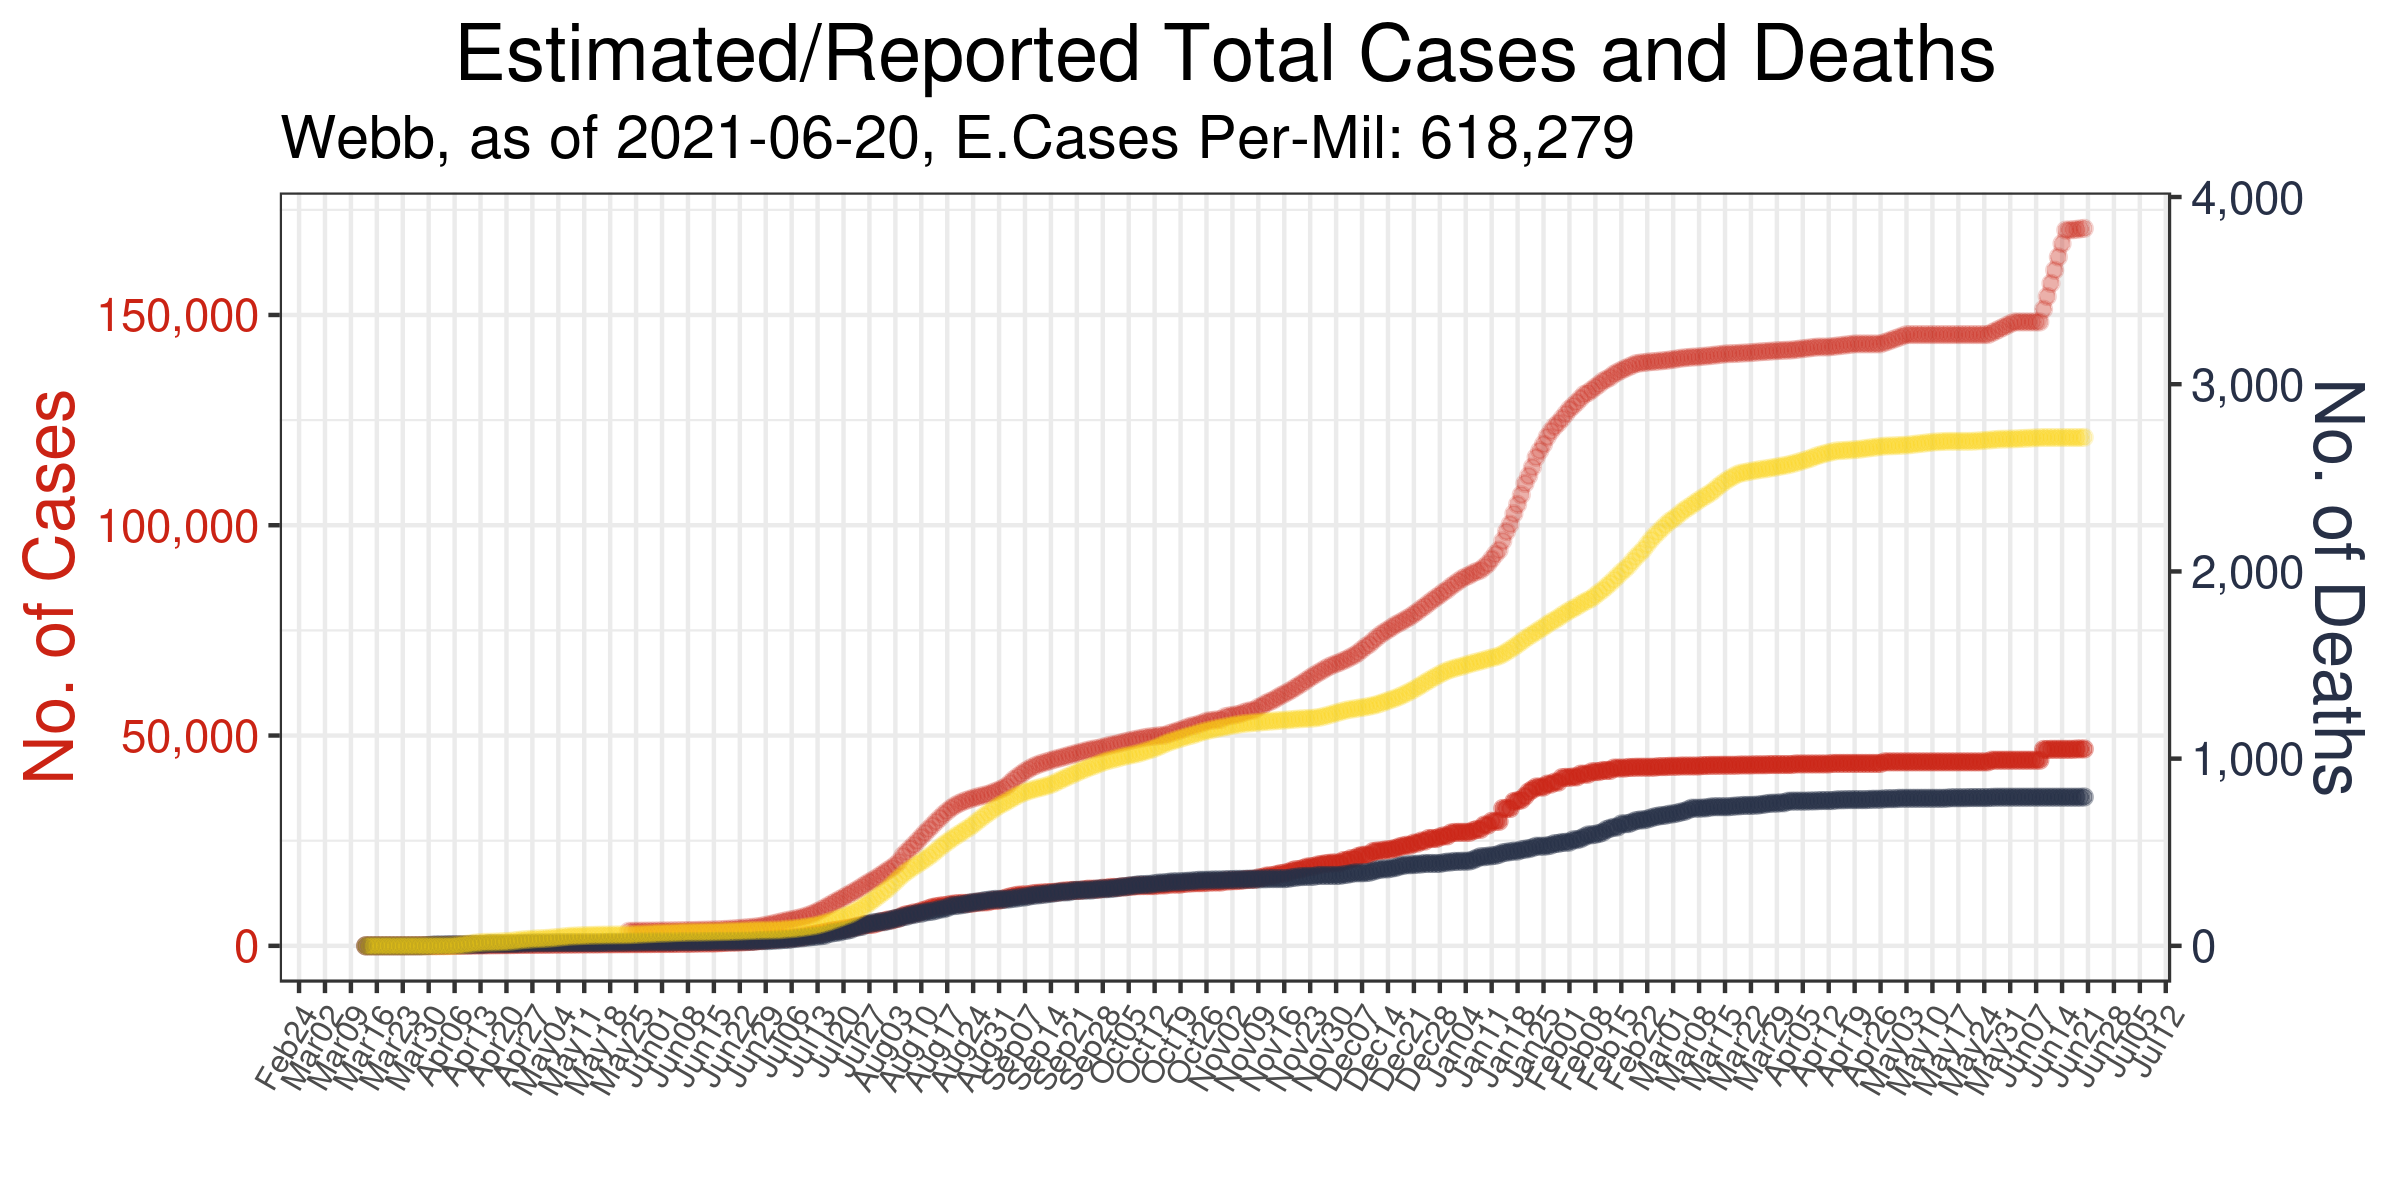 Estimated/Reported Total Cases and Deaths
Webb, as of 2021-06-20, E.Cases Per-Mil: 618,279
No. of Cases
150,000
100,000
50,000
0
4,000
3,000
2,000
1,000
0
No. of Deaths
Feb24
Mar02
Mar09
Mar16
Mar23
Mar30
Apr06
Apr13
Apr20
Apr27
May04
May11
May18
May25
Jun01
Jun08
Jun15
Jun22
Jun29
Jul06
Jul13
Jul20
Jul27
Aug03
Aug10
Aug17
Aug24
Aug31
Sep07
Sep14
Sep21
Sep28
Oct05
Oct12
Oct19
Oct26
Nov02
Nov09
Nov16
Nov23
Nov30
Dec07
Dec14
Dec21
Dec28
Jan04
Jan11
Jan18
Jan25
Feb01
Feb08
Feb15
Feb22
Mar01
Mar08
Mar15
Mar22
Mar29
Apr05
Apr12
Apr19
Apr26
May03
May10
May17
May24
May31
Jun07
Jun14
Jun21
Jun28
Jul05
Jul12